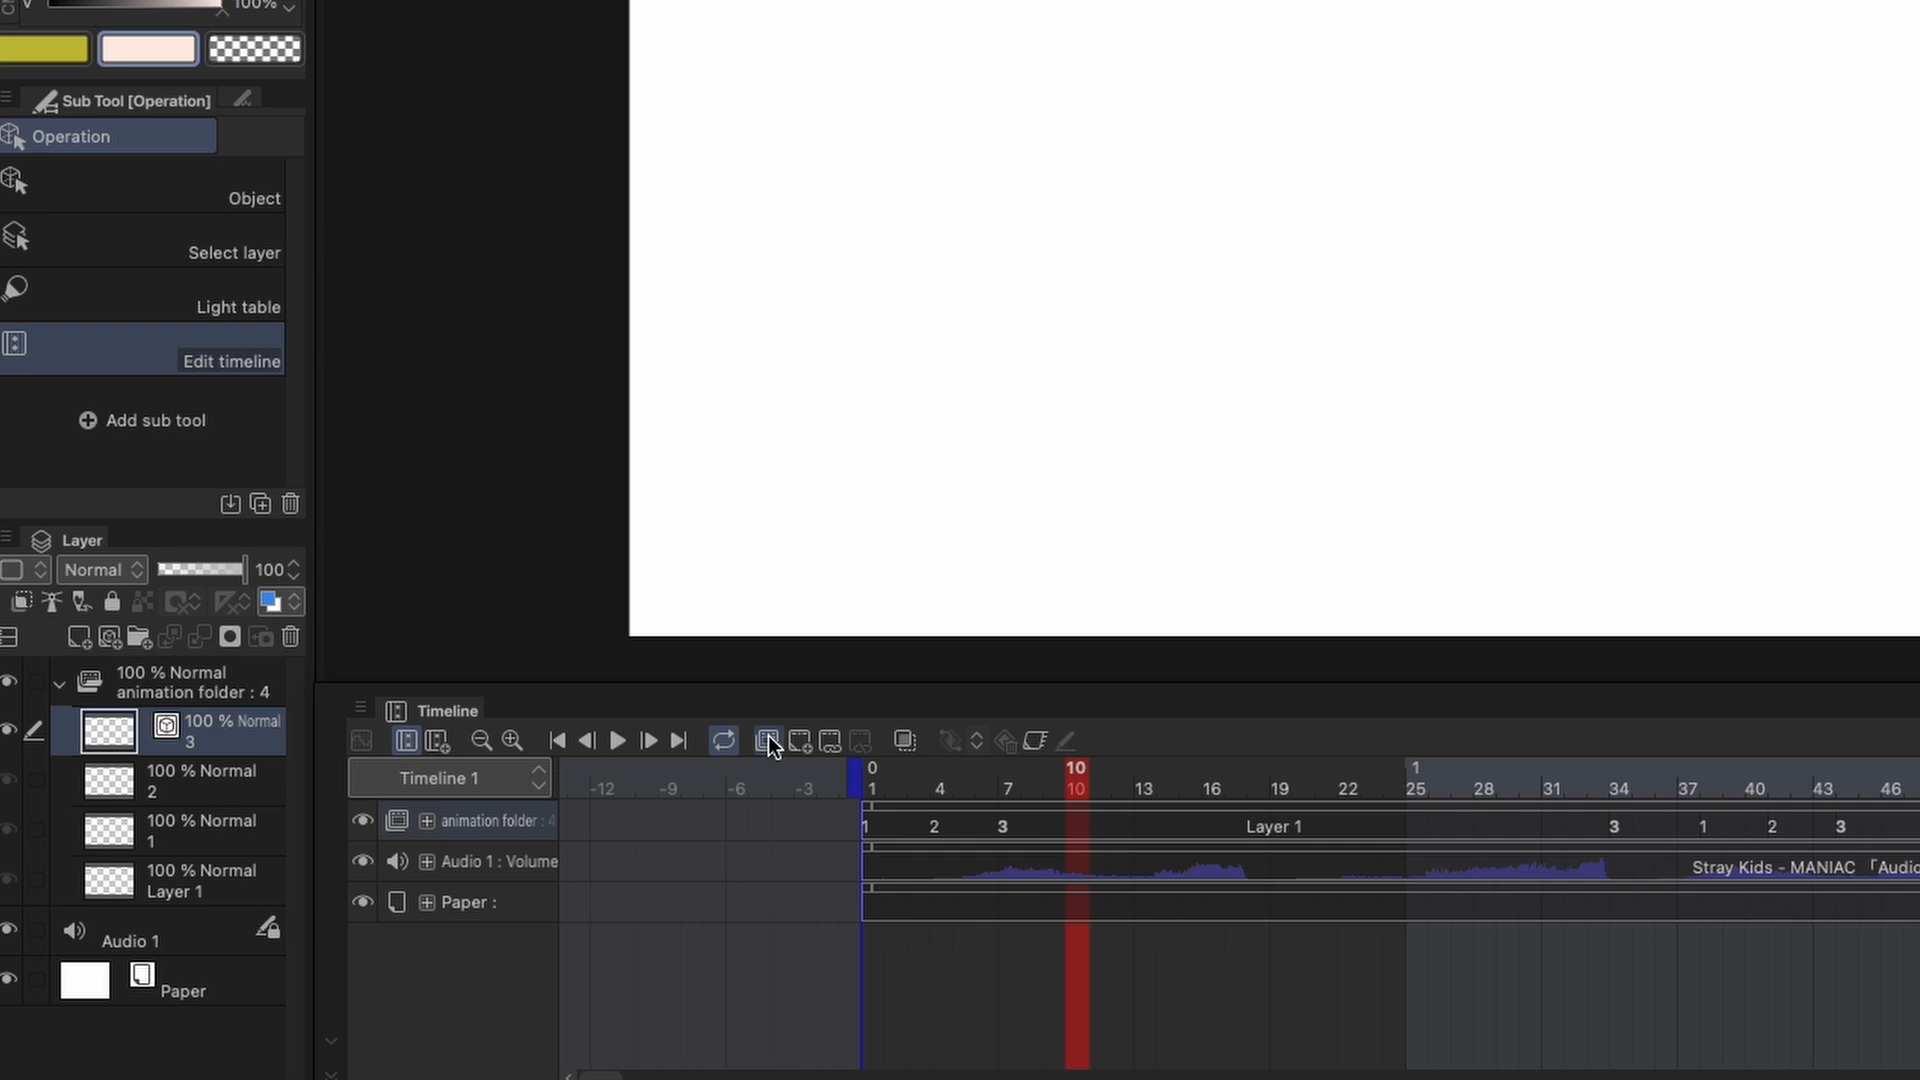 V 100%
Sub Tool [Operation]
Operation
Object
Select layer
Light table
Edit timeline
Add sub tool
Layer
Normal 100
100 % Normal
animation folder : 4
100 % Normal
3
100 % Normal
2
100 % Normal
1
100 % Normal
Layer 1
Audio 1
Paper
Timeline
Timeline 1
0 10 1
-12 -9 -6 -3 1 4 7 10 13 16 19 22 25 28 31 34 37 40 43 46
animation folder : 4 1 2 3 Layer 1 3 1 2 3
Audio 1 : Volume Stray Kids - MANIAC 「Audio
Paper :